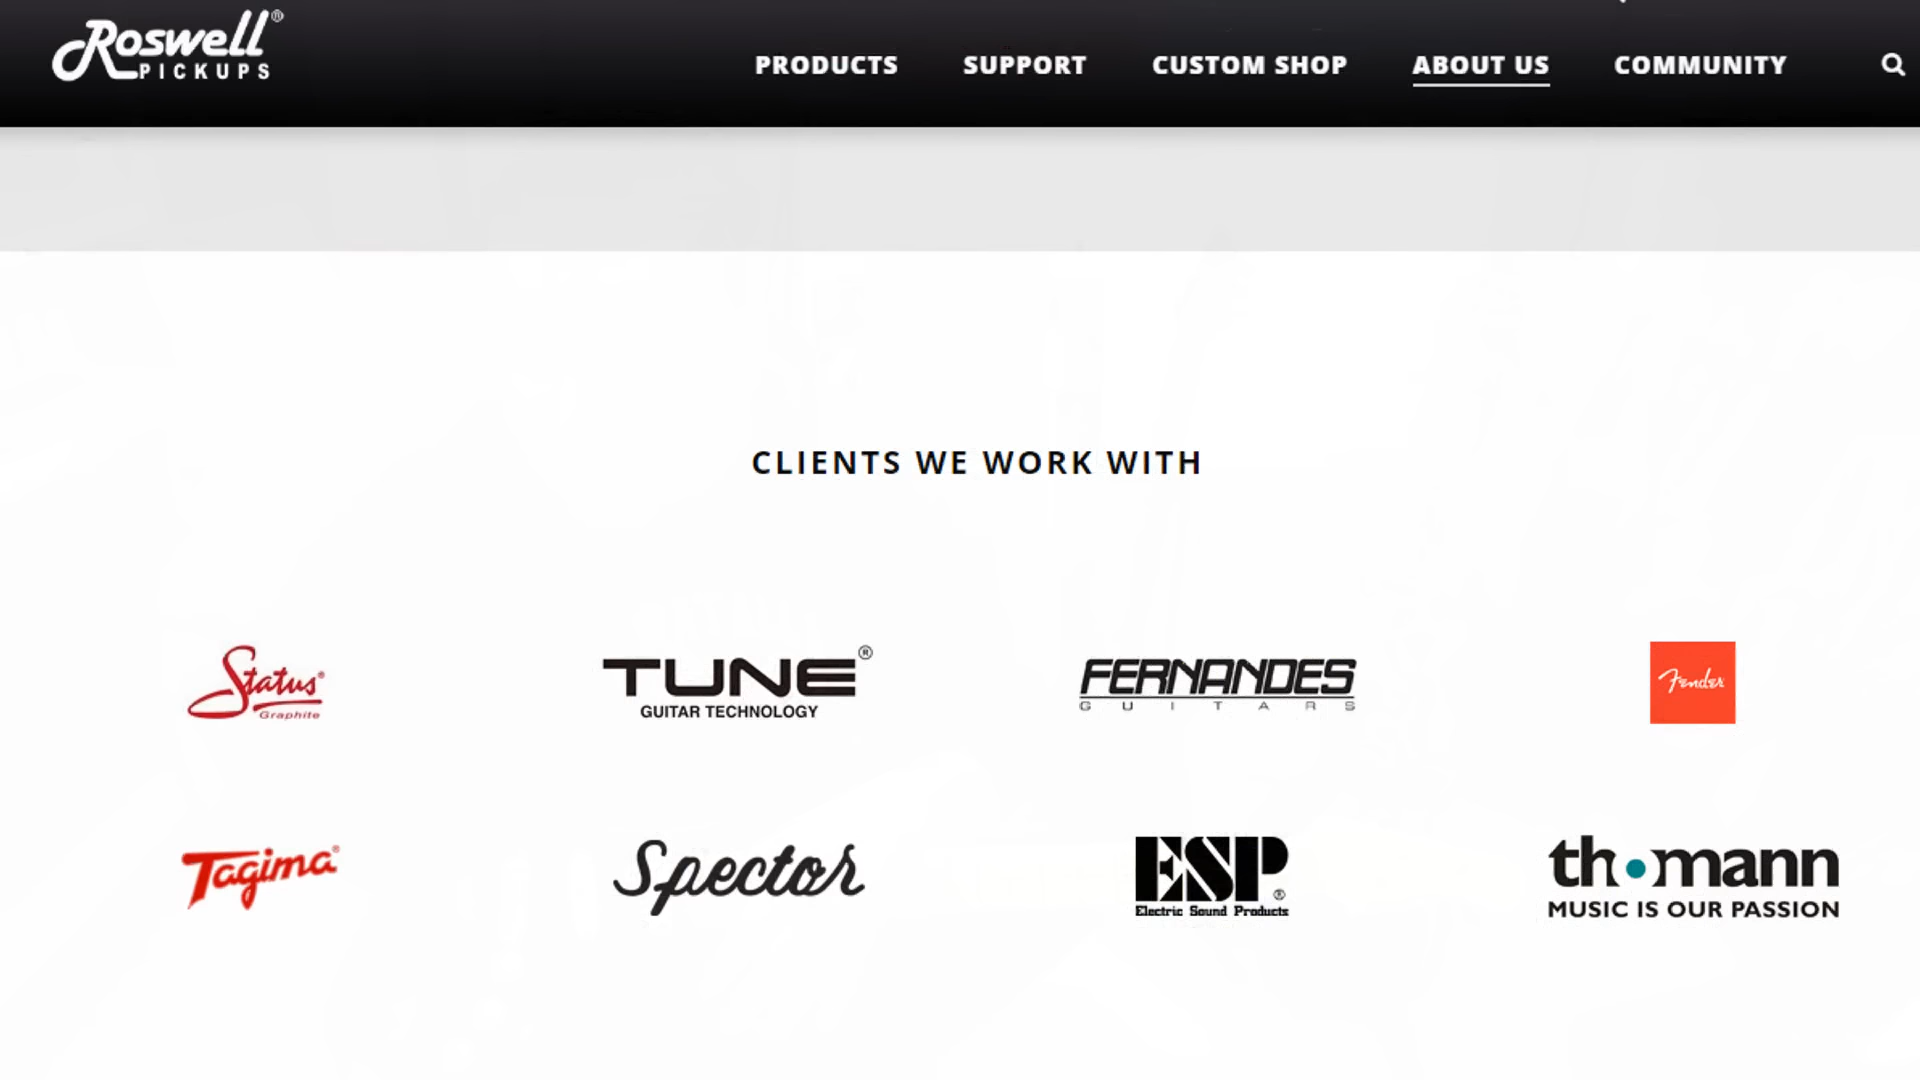 Roswell®
PICKUPS
PRODUCTS SUPPORT CUSTOM SHOP ABOUT US COMMUNITY
CLIENTS WE WORK WITH
Status®
Graphite
TUNE®
GUITAR TECHNOLOGY
FERNANDES
GUITARS
Fender
Tagima®
Spector
ESP®
Electric Sound Products
thomann
MUSIC IS OUR PASSION